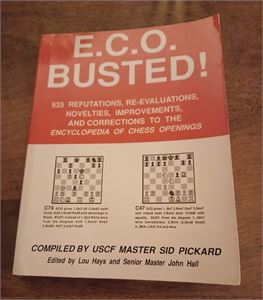 E.C.O.
BUSTED!
535 REFUTATIONS, RE-EVALUATIONS,
NOVELTIES, IMPROVEMENTS,
AND CORRECTIONS TO THE
ENCYCLOPEDIA OF CHESS OPENINGS
C74
C47
COMPILED BY USCF MASTER SID PICKARD
Edited by Lou Hays and Senior Master John Hall